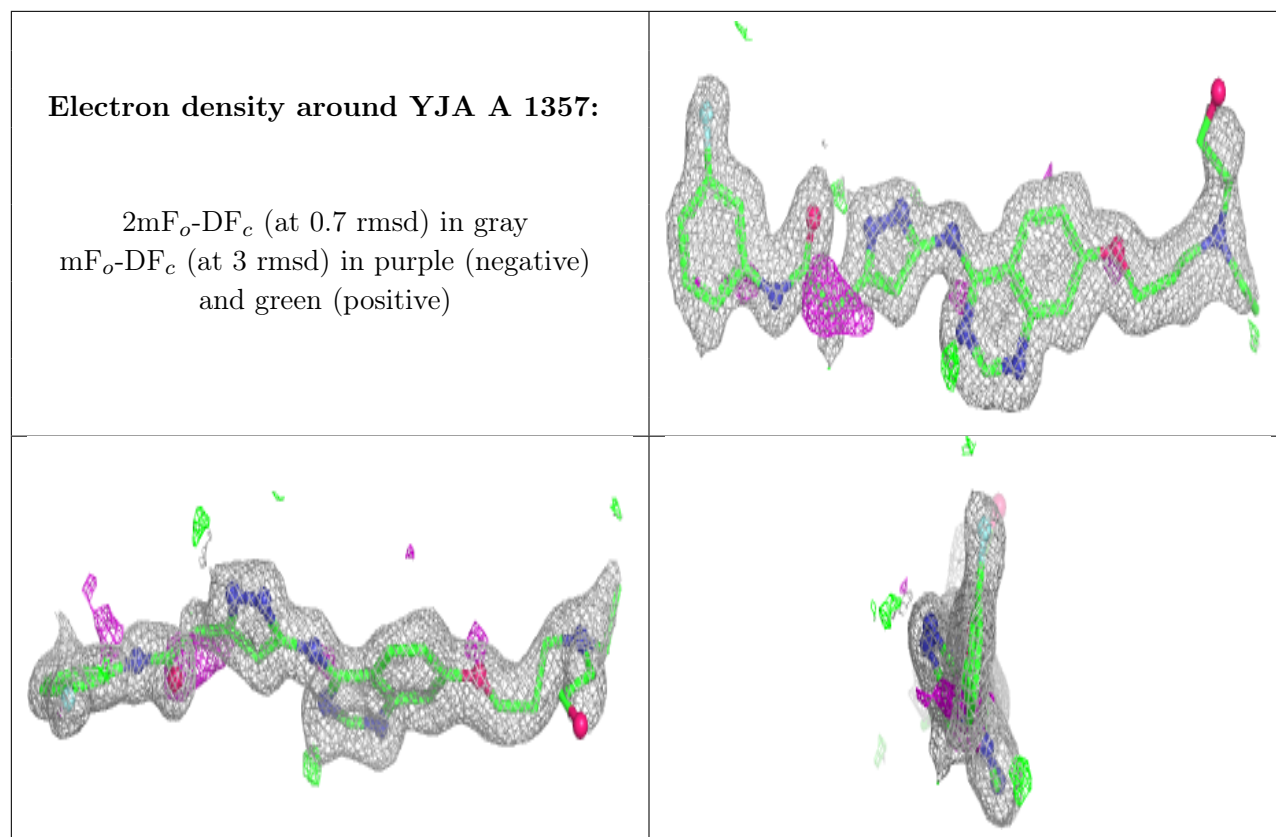 Electron density around YJA A 1357:
2mFₒ-DF𝒸 (at 0.7 rmsd) in gray
mFₒ-DF𝒸 (at 3 rmsd) in purple (negative)
and green (positive)